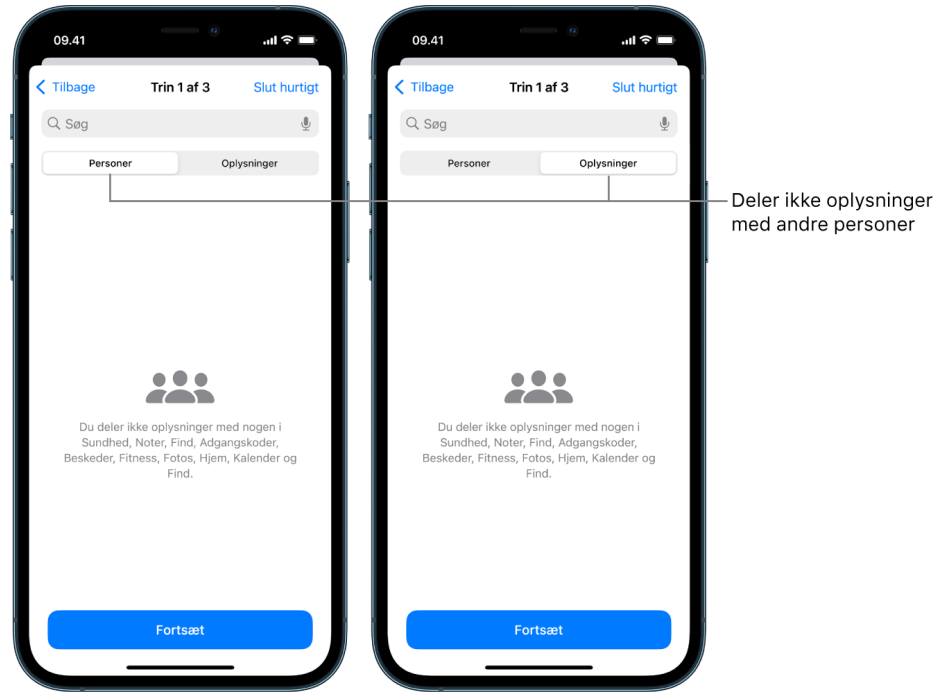 09.41
Tilbage
Trin 1 af 3
Slut hurtigt
Søg
Personer
Oplysninger
Du deler ikke oplysninger med nogen i
Sundhed, Noter, Find, Adgangskoder,
Beskeder, Fitness, Fotos, Hjem, Kalender og
Find.
Fortsæt
09.41
Tilbage
Trin 1 af 3
Slut hurtigt
Søg
Personer
Oplysninger
Du deler ikke oplysninger med nogen i
Sundhed, Noter, Find, Adgangskoder,
Beskeder, Fitness, Fotos, Hjem, Kalender og
Find.
Fortsæt
Deler ikke oplysninger
med andre personer